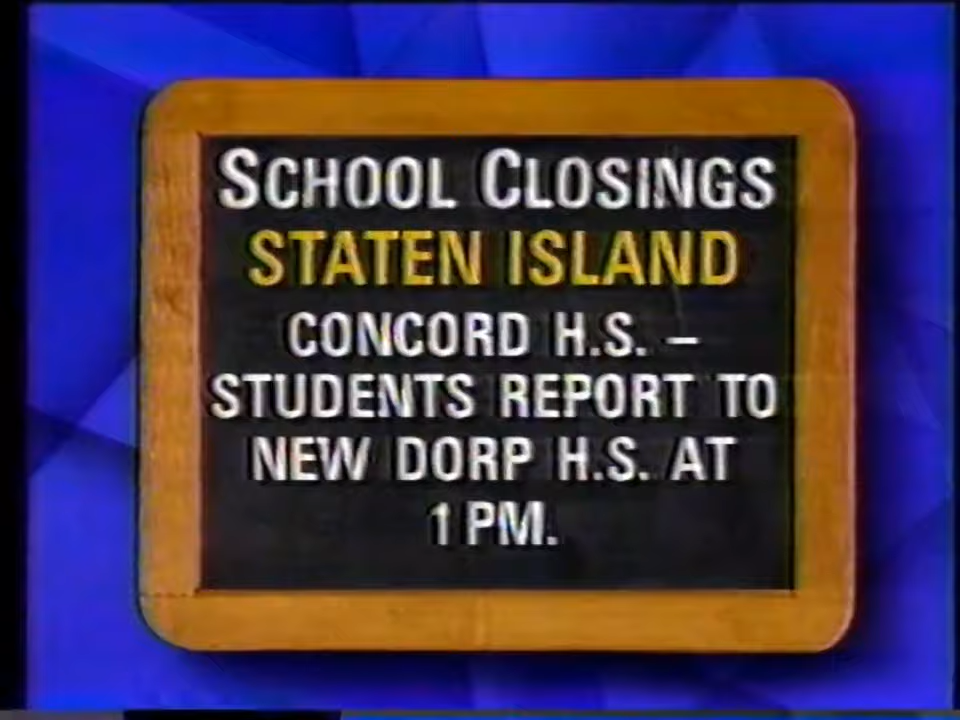 SCHOOL CLOSINGS
STATEN ISLAND
CONCORD H.S. –
STUDENTS REPORT TO
NEW DORP H.S. AT
1 PM.